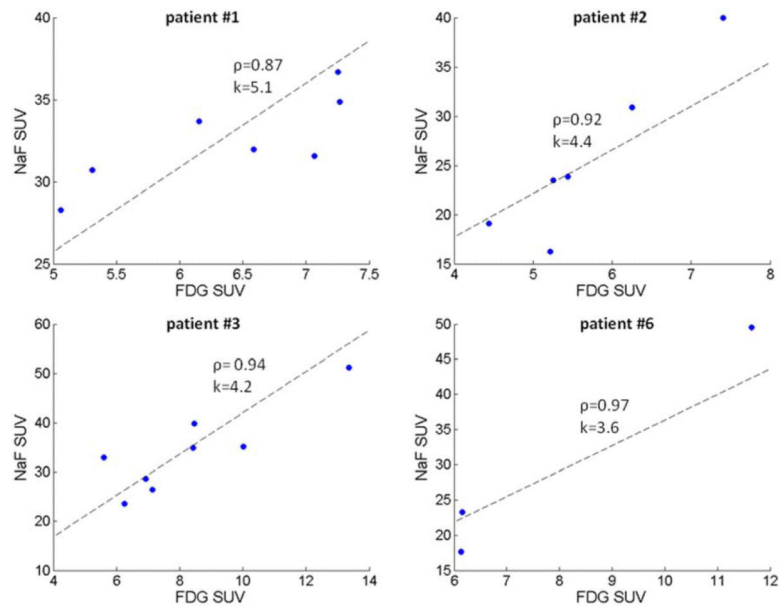 patient #1
40
35
30
25
NaF SUV
ρ=0.87
k=5.1
5
5.5
6
6.5
7
7.5
FDG SUV
patient #2
40
35
30
25
20
15
NaF SUV
ρ=0.92
k=4.4
4
5
6
7
8
FDG SUV
patient #3
60
50
40
30
20
10
NaF SUV
ρ= 0.94
k=4.2
4
6
8
10
12
14
FDG SUV
patient #6
50
45
40
35
30
25
20
15
NaF SUV
ρ=0.97
k=3.6
6
7
8
9
10
11
12
FDG SUV